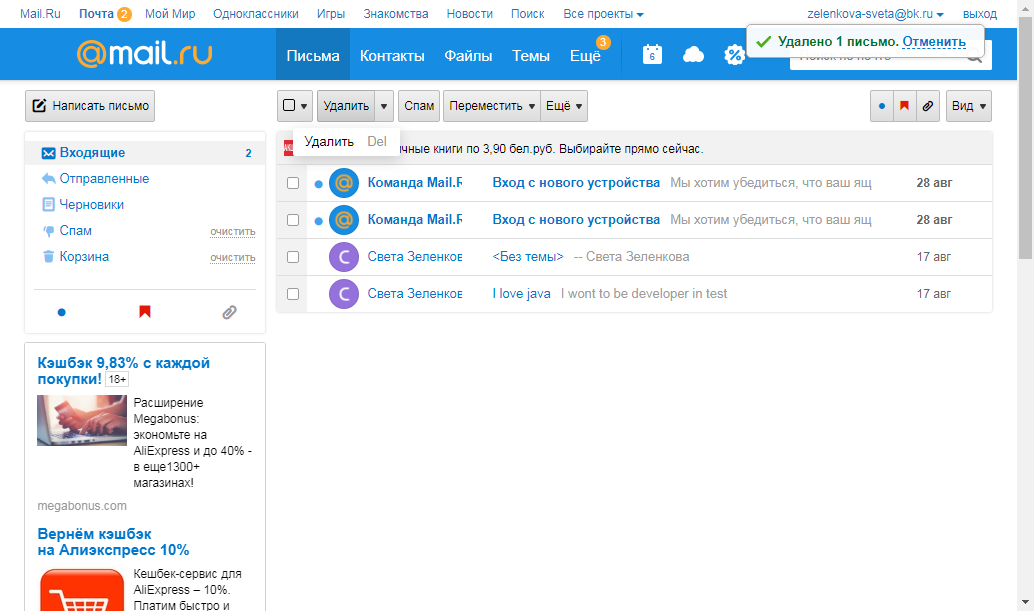 Mail.Ru Почта 2 Мой Мир Одноклассники Игры Знакомства Новости Поиск Все проекты zelenkova-sveta@bk.ru выход
@mail.ru Письма Контакты Файлы Темы Ещё 3 6 %
Удалено 1 письмо. Отменить
Написать письмо
Удалить Спам Переместить Ещё Вид
Удалить Del
книги по 3,90 бел.руб. Выбирайте прямо сейчас.
Входящие 2
Отправленные
Черновики
Спам очистить
Корзина очистить
Команда Mail.R Вход с нового устройства Мы хотим убедиться, что ваш ящ 28 авг
Команда Mail.R Вход с нового устройства Мы хотим убедиться, что ваш ящ 28 авг
С Света Зеленков <Без темы> -- Света Зеленкова 17 авг
С Света Зеленков I love java I wont to be developer in test 17 авг
Кэшбэк 9,83% с каждой
покупки! 18+
Расширение
Megabonus:
экономьте на
AliExpress и до 40% -
в еще1300+
магазинах!
megabonus.com
Вернём кэшбэк
на Алиэкспресс 10%
Кешбек-сервис для
AliExpress – 10%.
Платим быстро и